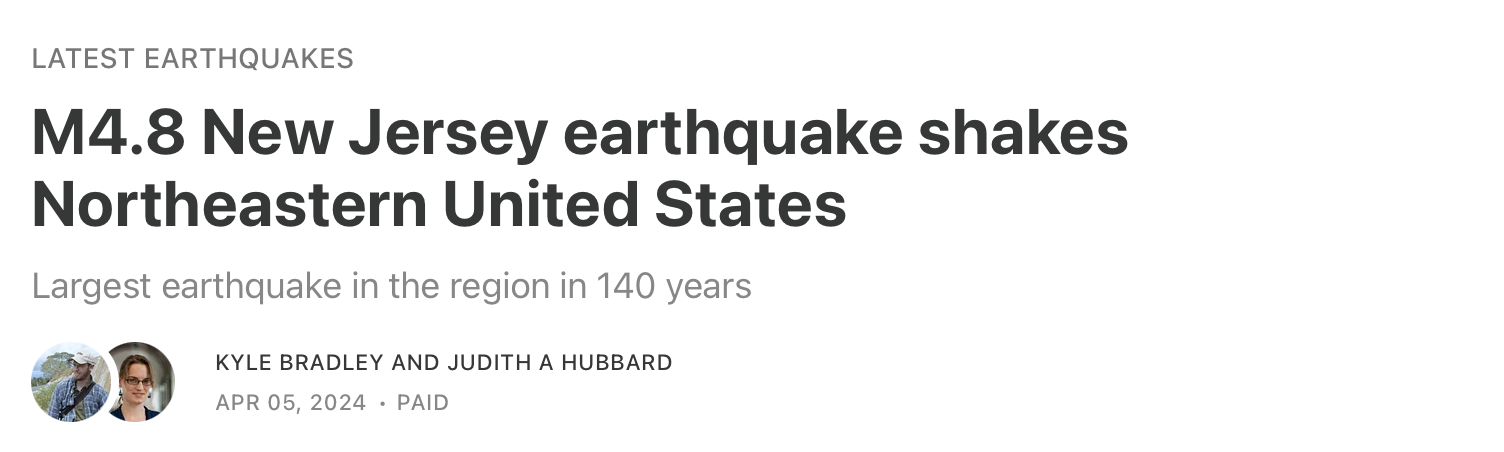 LATEST EARTHQUAKES
M4.8 New Jersey earthquake shakes
Northeastern United States
Largest earthquake in the region in 140 years
KYLE BRADLEY AND JUDITH A HUBBARD
APR 05, 2024 · PAID